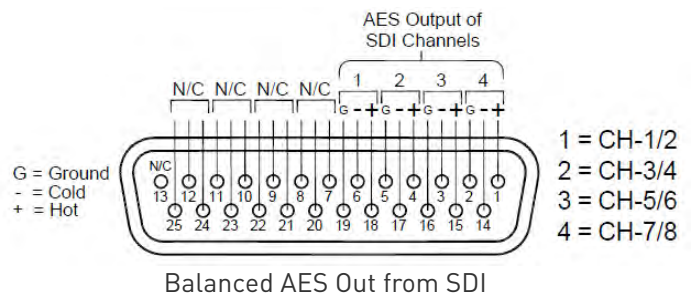 AES Output of
SDI Channels
N/C N/C N/C N/C 1 2 3 4
G - + G - + G - + G - +
N/C
13 12 11 10 9 8 7 6 5 4 3 2 1
25 24 23 22 21 20 19 18 17 16 15 14
G = Ground
- = Cold
+ = Hot
1 = CH-1/2
2 = CH-3/4
3 = CH-5/6
4 = CH-7/8
Balanced AES Out from SDI